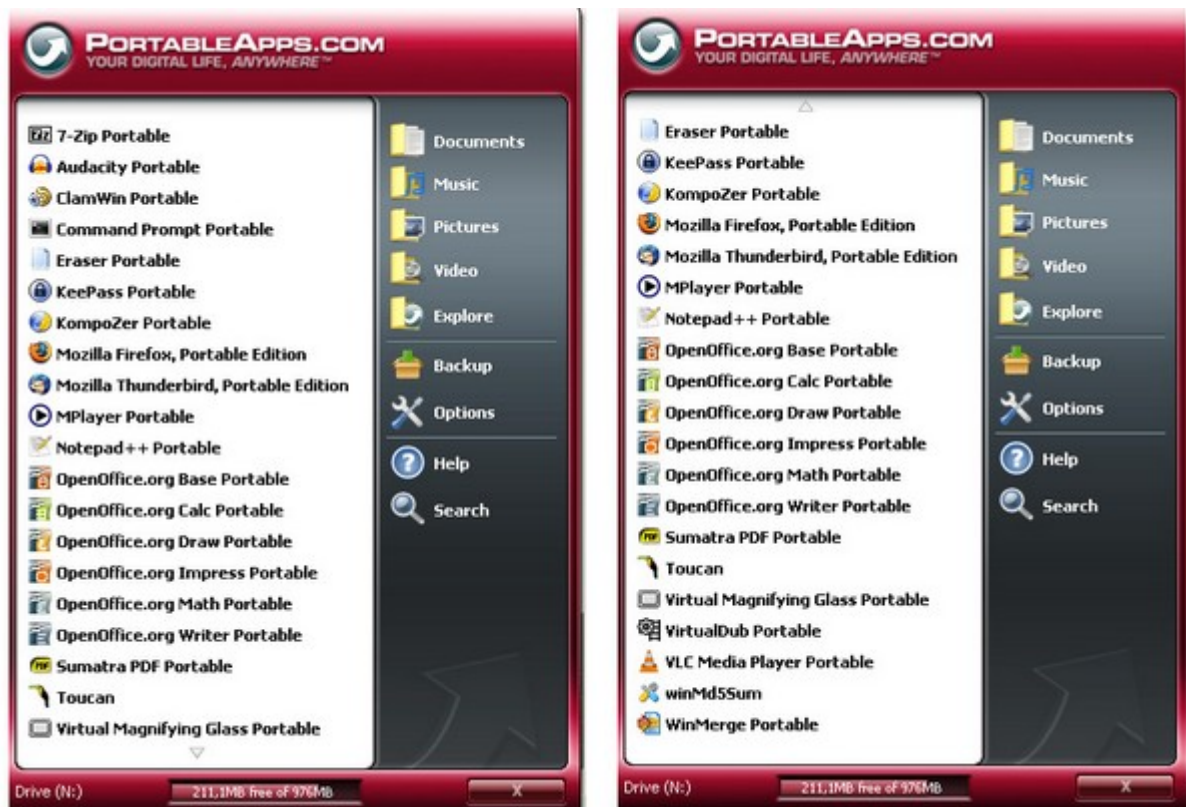 PORTABLEAPPS.COM
YOUR DIGITAL LIFE, ANYWHERE™
7-Zip Portable
Audacity Portable
ClamWin Portable
Command Prompt Portable
Eraser Portable
KeePass Portable
KompoZer Portable
Mozilla Firefox, Portable Edition
Mozilla Thunderbird, Portable Edition
MPlayer Portable
Notepad++ Portable
OpenOffice.org Base Portable
OpenOffice.org Calc Portable
OpenOffice.org Draw Portable
OpenOffice.org Impress Portable
OpenOffice.org Math Portable
OpenOffice.org Writer Portable
Sumatra PDF Portable
Toucan
Virtual Magnifying Glass Portable
Documents
Music
Pictures
Video
Explore
Backup
Options
Help
Search
Drive (N:)
211,1MB free of 976MB
X
PORTABLEAPPS.COM
YOUR DIGITAL LIFE, ANYWHERE™
Eraser Portable
KeePass Portable
KompoZer Portable
Mozilla Firefox, Portable Edition
Mozilla Thunderbird, Portable Edition
MPlayer Portable
Notepad++ Portable
OpenOffice.org Base Portable
OpenOffice.org Calc Portable
OpenOffice.org Draw Portable
OpenOffice.org Impress Portable
OpenOffice.org Math Portable
OpenOffice.org Writer Portable
Sumatra PDF Portable
Toucan
Virtual Magnifying Glass Portable
VirtualDub Portable
VLC Media Player Portable
winMd5Sum
WinMerge Portable
Documents
Music
Pictures
Video
Explore
Backup
Options
Help
Search
Drive (N:)
211,1MB free of 976MB
X